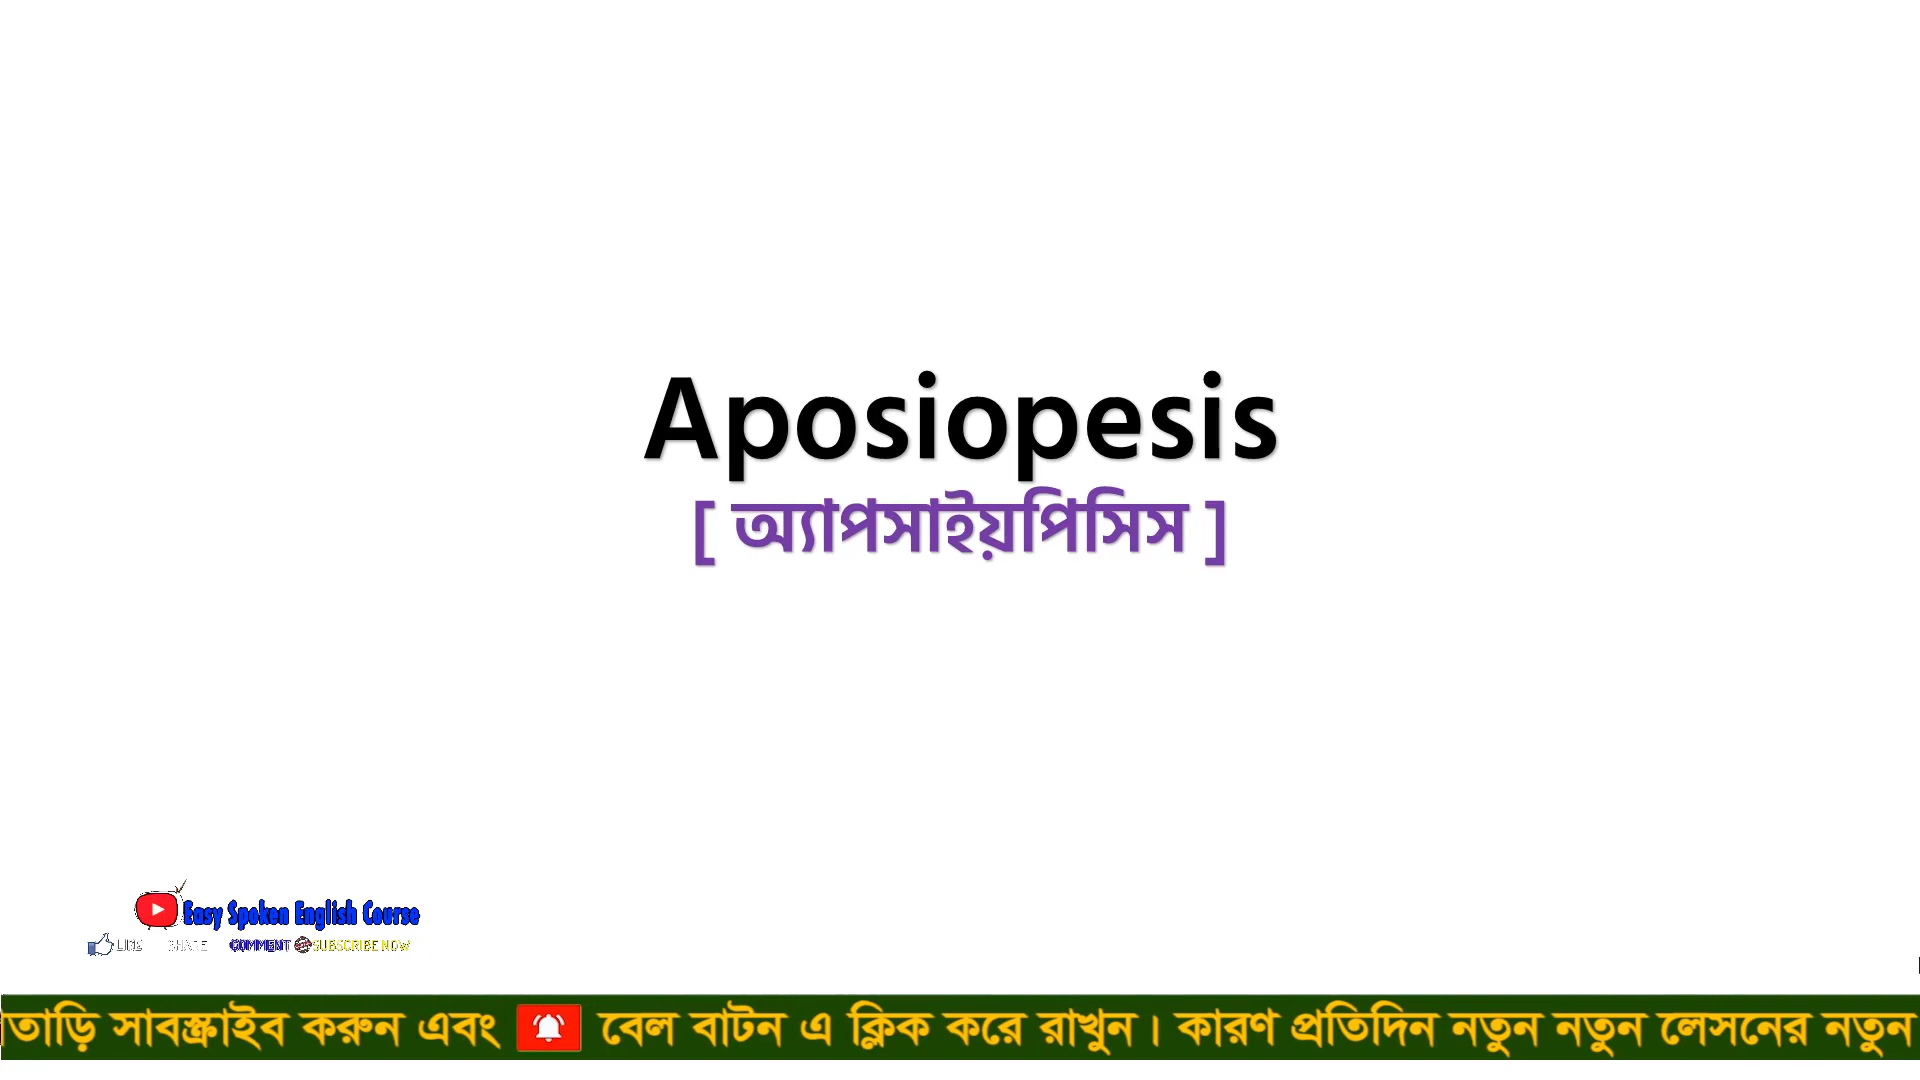 Aposiopesis
[ অ্যাপসাইয়পিসিস ]
Easy Spoken English Course
LIKE SHARE COMMENT SUBSCRIBE NOW
তাড়ি সাবস্ক্রাইব করুন এবং বেল বাটন এ ক্লিক করে রাখুন। কারণ প্রতিদিন নতুন নতুন লেসনের নতুন